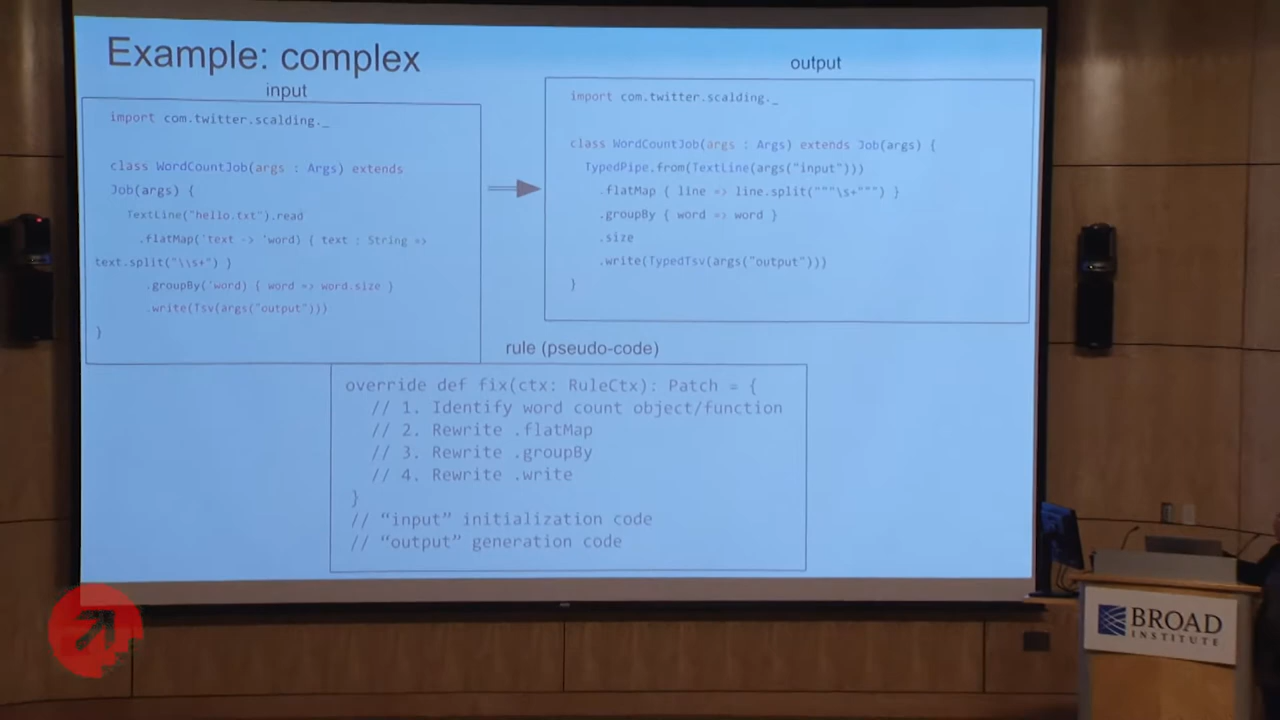 Example: complex
input
import com.twitter.scalding._
class WordCountJob(args : Args) extends
Job(args) {
TextLine("hello.txt").read
.flatMap('text -> 'word) { text : String =>
text.split("\\s+") }
.groupBy('word) { word => word.size }
.write(Tsv(args("output")))
}
output
import com.twitter.scalding._
class WordCountJob(args : Args) extends Job(args) {
TypedPipe.from(TextLine(args("input")))
.flatMap { line => line.split("""\s+""") }
.groupBy { word => word }
.size
.write(TypedTsv(args("output")))
}
rule (pseudo-code)
override def fix(ctx: RuleCtx): Patch = {
// 1. Identify word count object/function
// 2. Rewrite .flatMap
// 3. Rewrite .groupBy
// 4. Rewrite .write
}
// “input” initialization code
// “output” generation code
BROAD
INSTITUTE